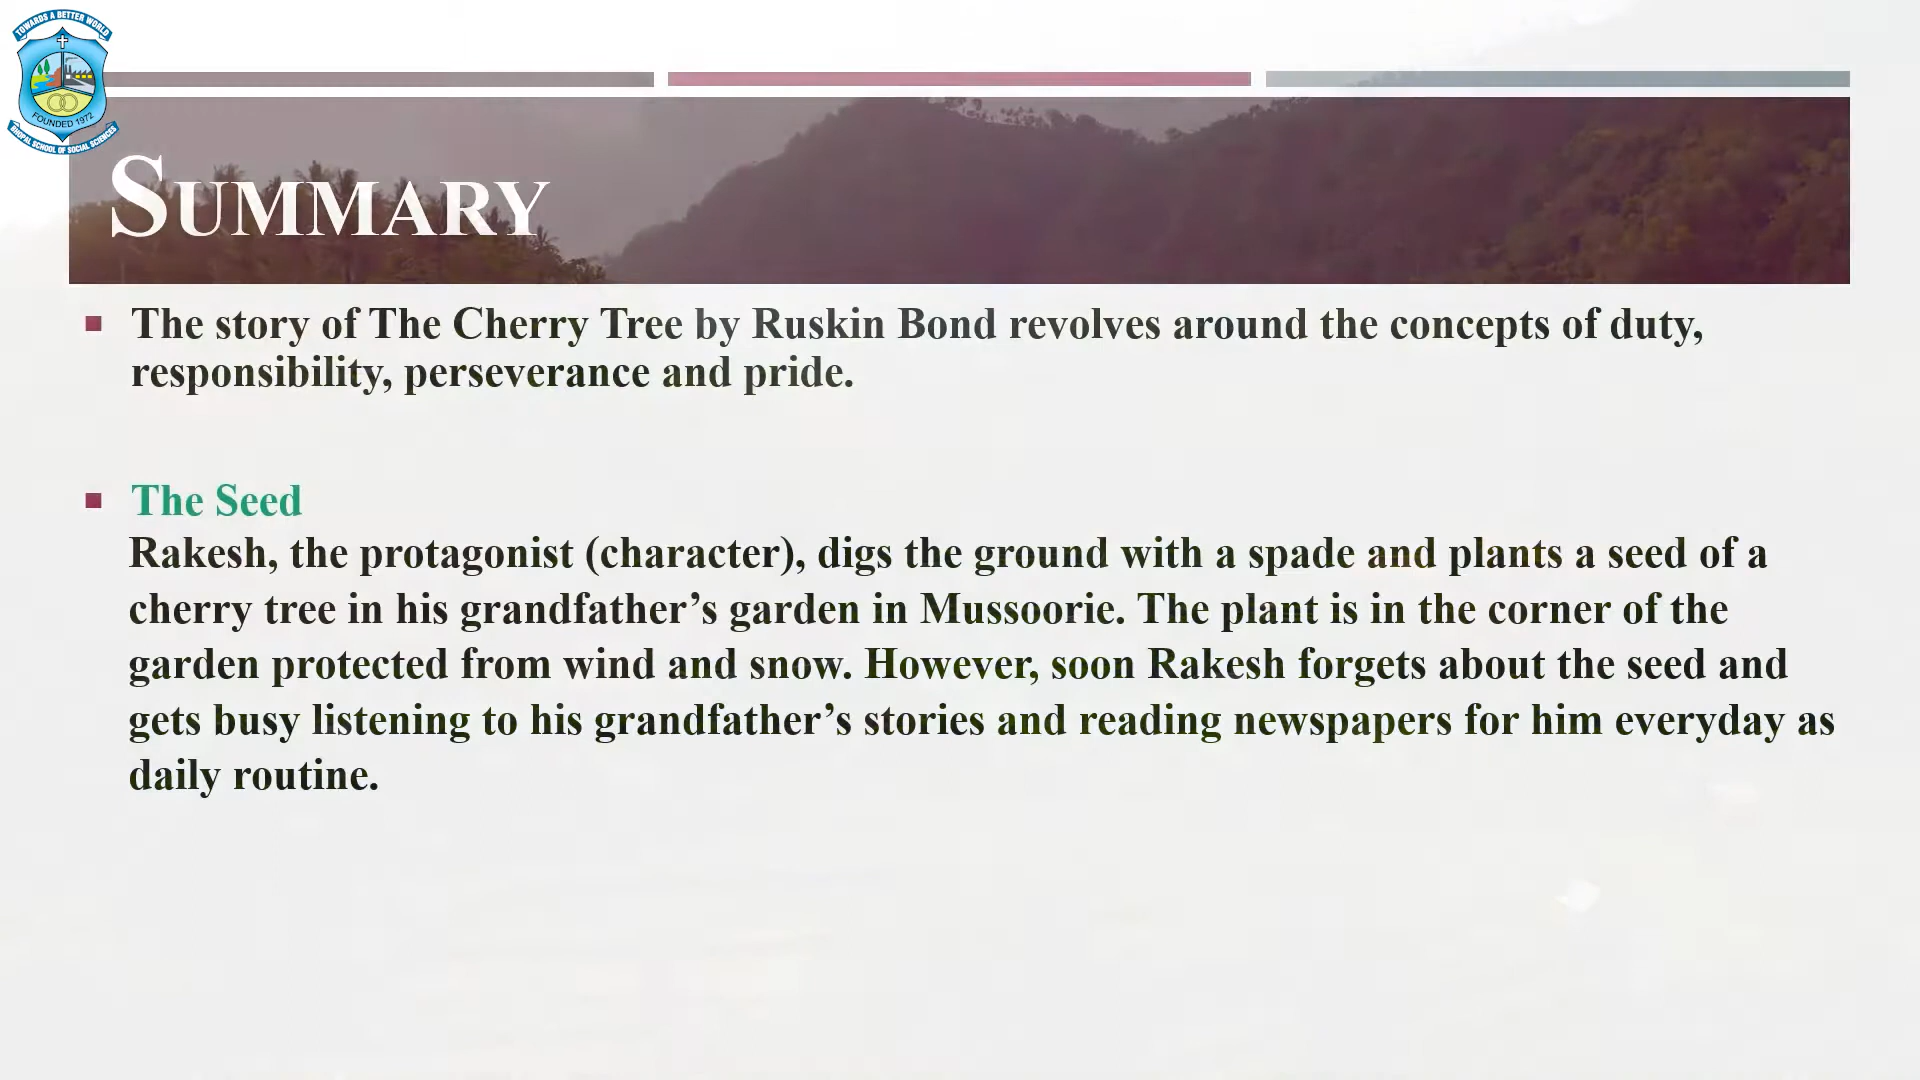 TOWARDS A BETTER WORLD
FOUNDED 1972
BHOPAL SCHOOL OF SOCIAL SCIENCES
SUMMARY
The story of The Cherry Tree by Ruskin Bond revolves around the concepts of duty,
responsibility, perseverance and pride.
The Seed
Rakesh, the protagonist (character), digs the ground with a spade and plants a seed of a
cherry tree in his grandfather’s garden in Mussoorie. The plant is in the corner of the
garden protected from wind and snow. However, soon Rakesh forgets about the seed and
gets busy listening to his grandfather’s stories and reading newspapers for him everyday as
daily routine.